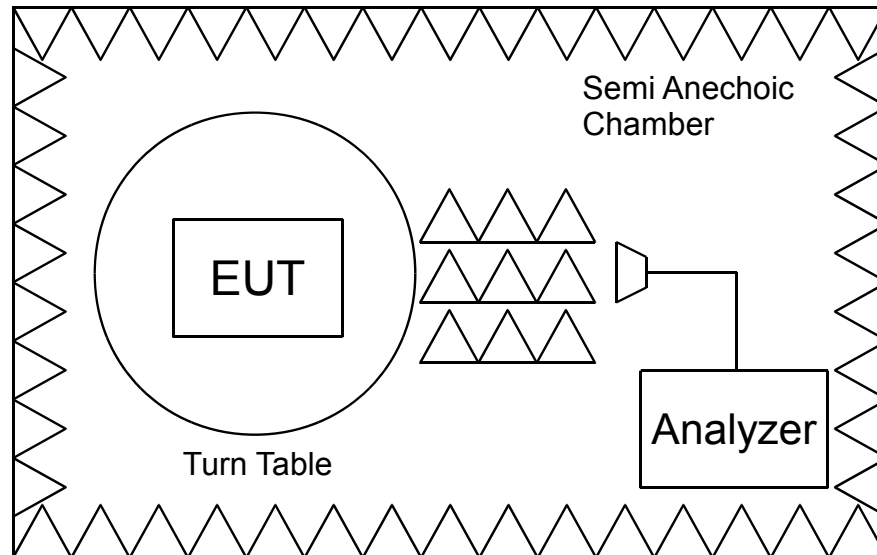 Semi Anechoic
Chamber
EUT
Analyzer
Turn Table